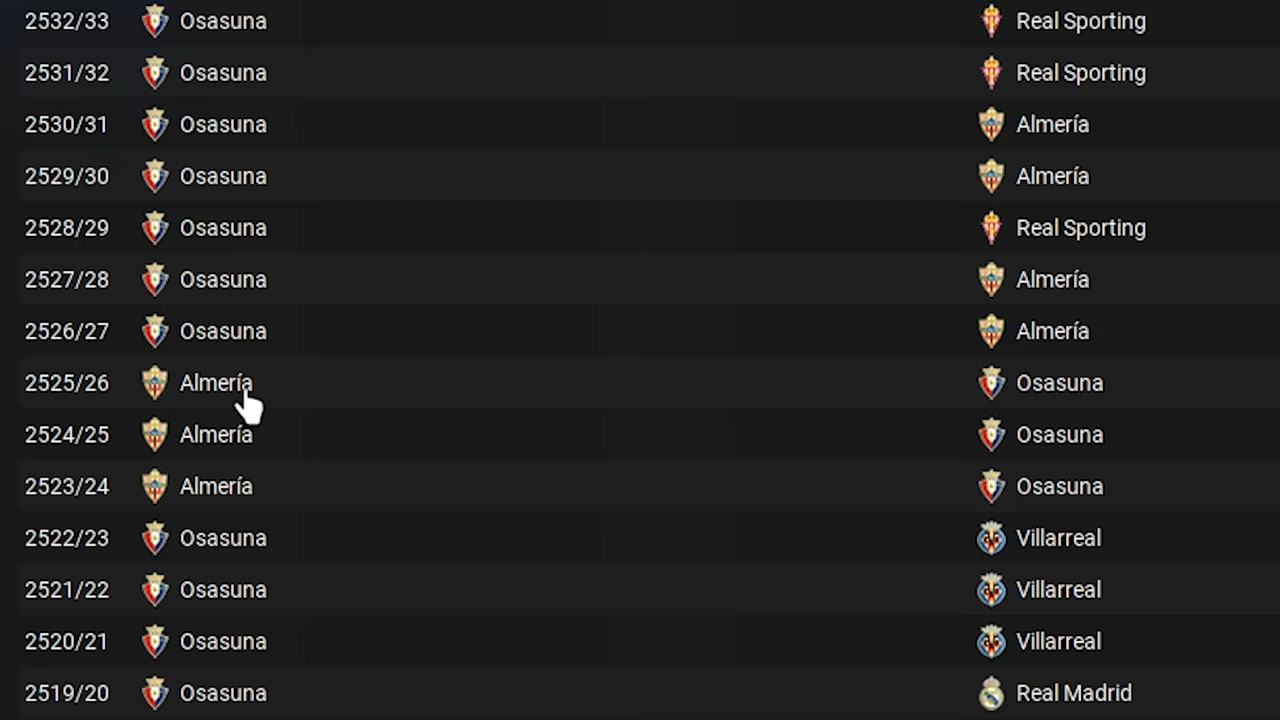 2532/33 Osasuna Real Sporting
2531/32 Osasuna Real Sporting
2530/31 Osasuna Almería
2529/30 Osasuna Almería
2528/29 Osasuna Real Sporting
2527/28 Osasuna Almería
2526/27 Osasuna Almería
2525/26 Almería Osasuna
2524/25 Almería Osasuna
2523/24 Almería Osasuna
2522/23 Osasuna Villarreal
2521/22 Osasuna Villarreal
2520/21 Osasuna Villarreal
2519/20 Osasuna Real Madrid